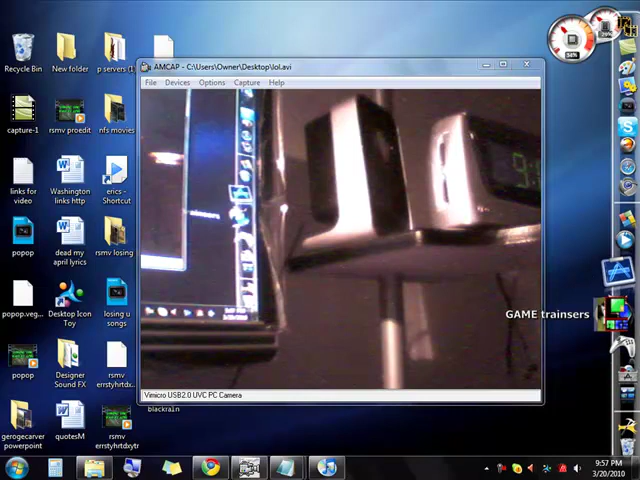 AMCAP - C:\Users\Owner\Desktop\lol.avi
File Devices Options Capture Help
Recycle Bin
New folder
p servers (1)
capture-1
rsmv proedit
nfs movies
links for video
Washington links http
erics - Shortcut
popop
dead my april lyrics
rsmv losing
popop.veg...
Desktop Icon Toy
losing u songs
popop
Designer Sound FX
rsmv errstyhrtdx...
gerogecarver powerpoint
quotesM
rsmv errstyhrtdxytr
blackra1n
GAME trainsers
Vimicro USB2.0 UVC PC Camera
9:57 PM
3/20/2010